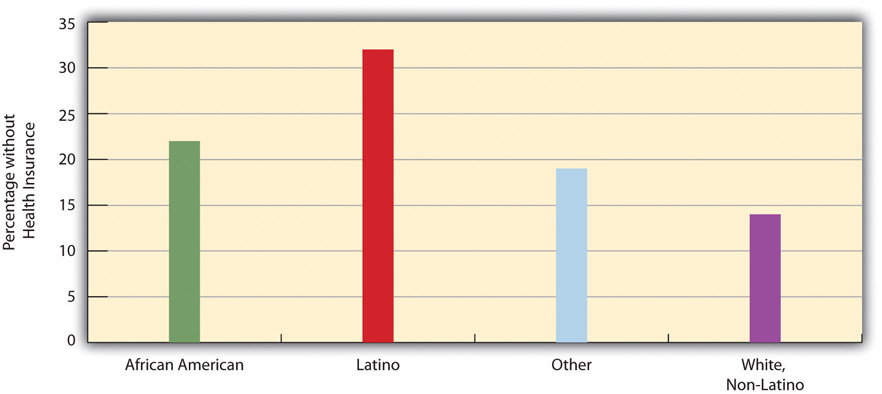 35
30
25
20
15
10
5
0
Percentage without
Health Insurance
African American
Latino
Other
White,
Non-Latino